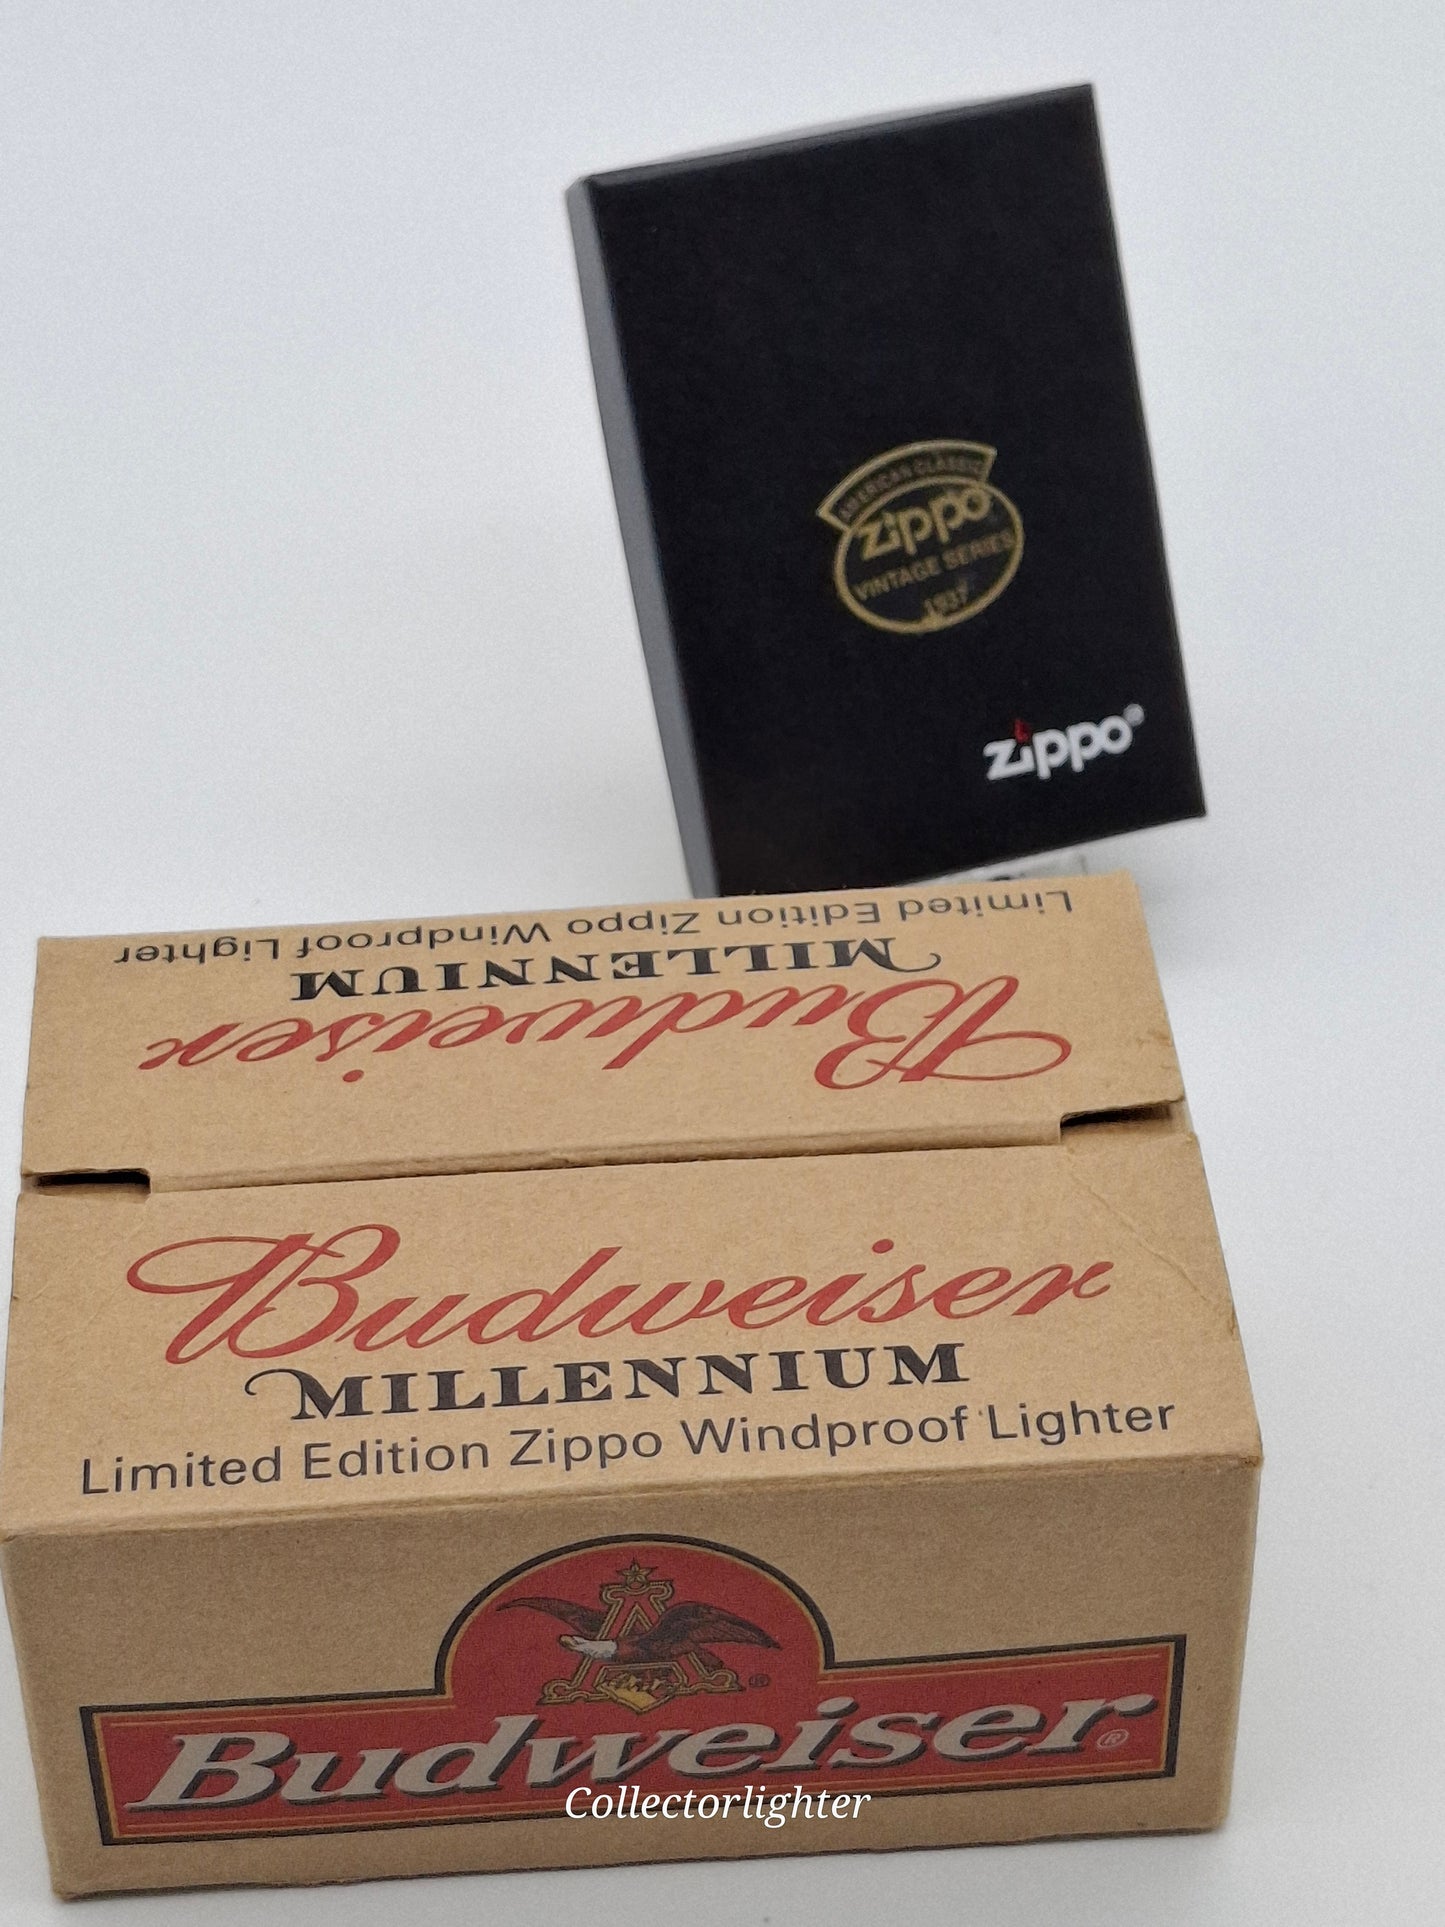 AMERICAN CLASSIC
Zippo
VINTAGE SERIES
1937
zippo®
Limited Edition Zippo Windproof Lighter
MILLENNIUM
Budweiser
Budweiser
MILLENNIUM
Limited Edition Zippo Windproof Lighter
A
®
Budweiser®
Collectorlighter